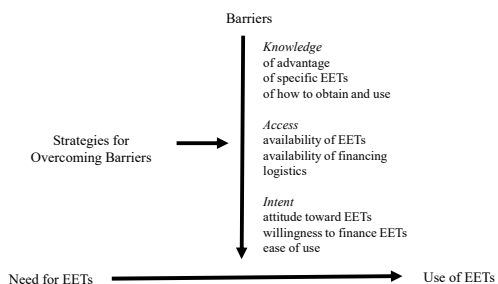 Barriers
Knowledge
of advantage
of specific EETs
of how to obtain and use
Access
availability of EETs
availability of financing
logistics
Strategies for
Overcoming Barriers
Intent
attitude toward EETs
willingness to finance EETs
ease of use
Need for EETs
Use of EETs